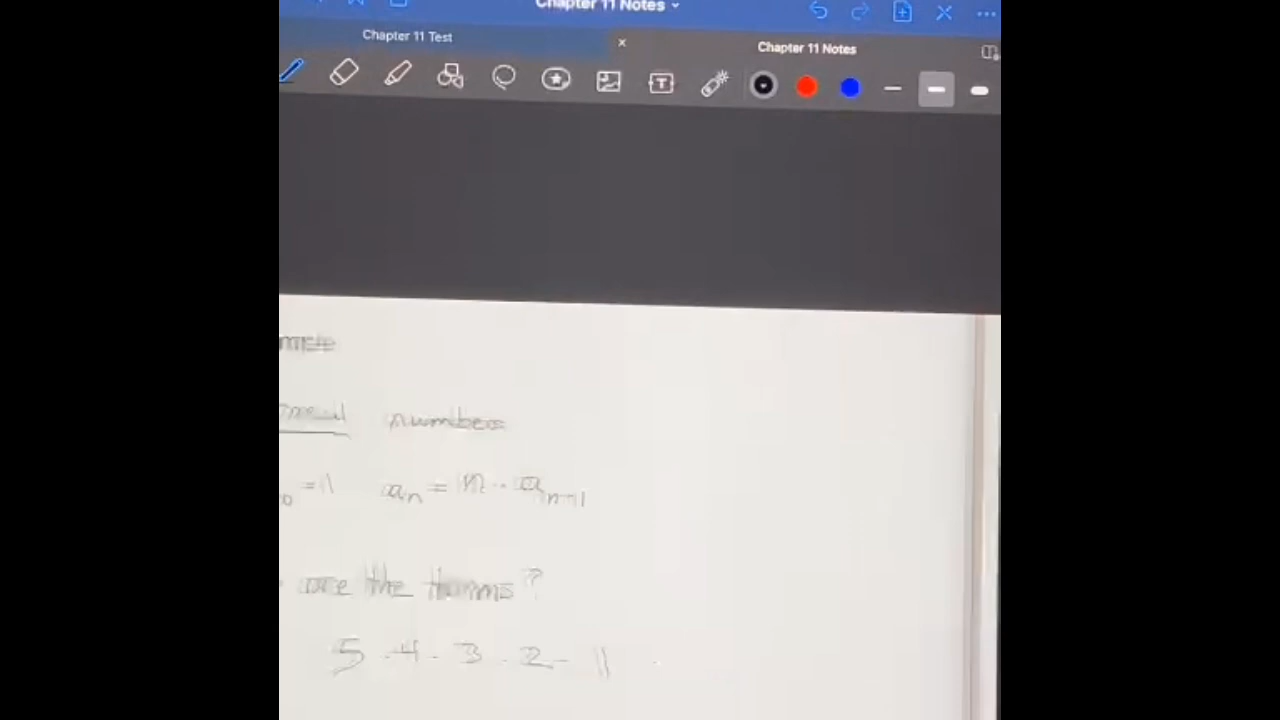 Chapter 11 Notes
Chapter 11 Test
Chapter 11 Notes
numbers
= 1 aₙ = n · aₙ₋₁
are the
5 · 4 · 3 · 2 · 1